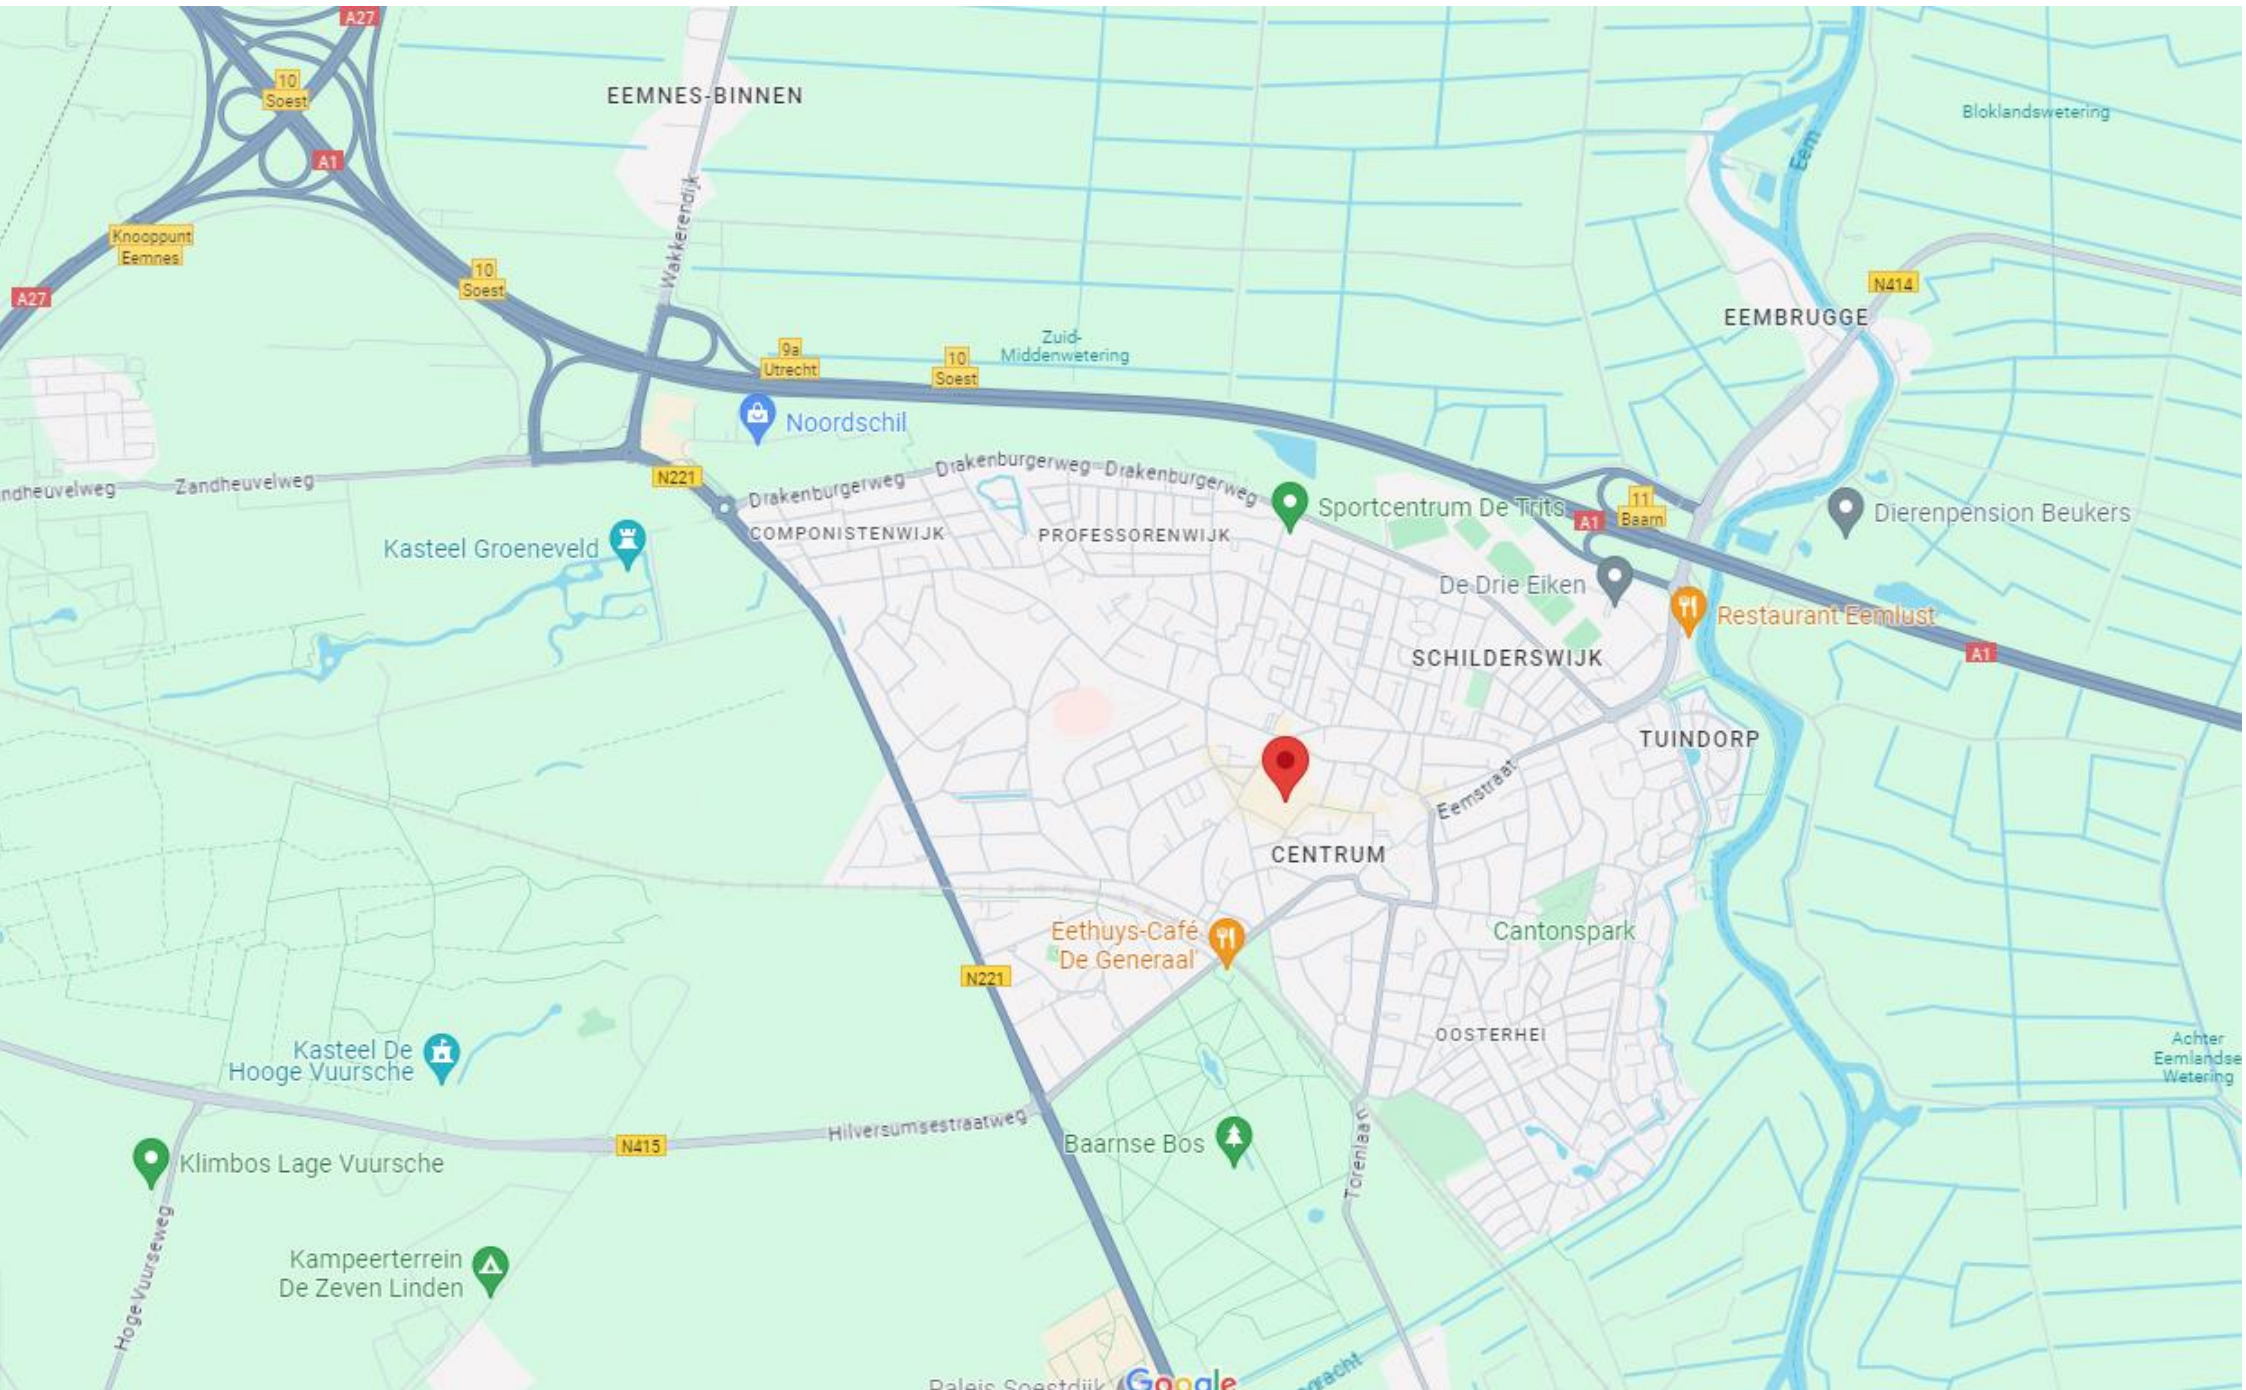 A27
10
Soest
EEMNES-BINNEN
Bloklandswetering
Eem
A1
Wakkerendijk
Knooppunt
Eemnes
10
Soest
A27
N414
EEMBRUGGE
Zuid-
Middenwetering
9a
Utrecht
10
Soest
Noordschil
Zandheuvelweg
ndheuvelweg
N221
Drakenburgerweg
Drakenburgerweg
Drakenburgerweg
Sportcentrum De Trits
A1
11
Baarn
Dierenpension Beukers
COMPONISTENWIJK
PROFESSORENWIJK
Kasteel Groeneveld
De Drie Eiken
Restaurant Eemlust
SCHILDERSWIJK
A1
TUINDORP
Eemstraat
CENTRUM
Eethuys-Café
De Generaal'
Cantonspark
N221
OOSTERHEI
Achter
Eemlandse
Wetering
Kasteel De
Hooge Vuursche
Hilversumsestraatweg
N415
Baarnse Bos
Torenlaan
Klimbos Lage Vuursche
Hoge Vuurseweg
Kampeerterrein
De Zeven Linden
Paleis Soestdijk
Google
gracht